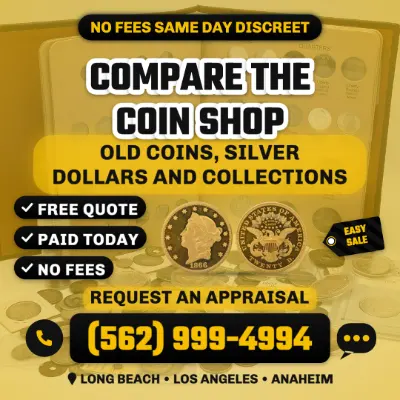 NO FEES SAME DAY DISCREET
COMPARE THE
COIN SHOP
OLD COINS, SILVER
DOLLARS AND COLLECTIONS
FREE QUOTE
PAID TODAY
NO FEES
1866
EASY
SALE
REQUEST AN APPRAISAL
(562) 999-4994
LONG BEACH • LOS ANGELES • ANAHEIM